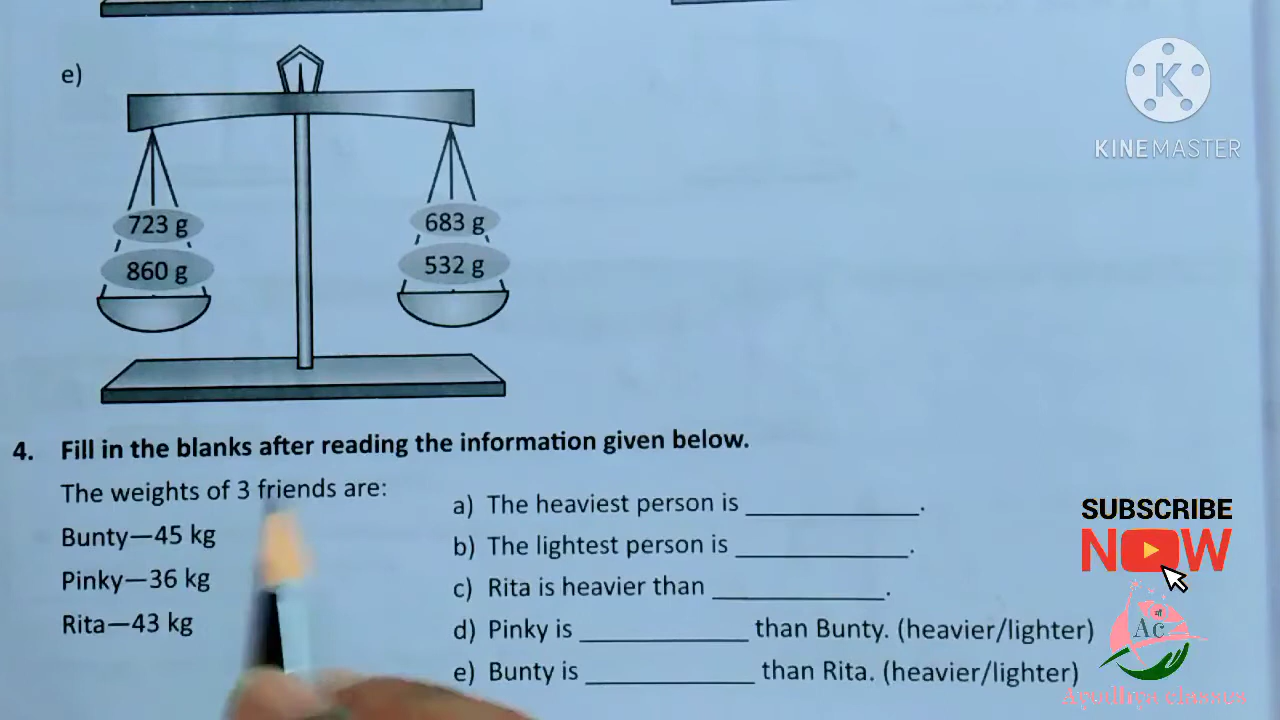 e)
723 g
683 g
860 g
532 g
4. Fill in the blanks after reading the information given below.
The weights of 3 friends are:
Bunty—45 kg
Pinky—36 kg
Rita—43 kg
a) The heaviest person is ____________.
b) The lightest person is ____________.
c) Rita is heavier than ____________.
d) Pinky is ____________ than Bunty. (heavier/lighter)
e) Bunty is ____________ than Rita. (heavier/lighter)
K
KINEMASTER
SUBSCRIBE
NOW
Ac
Ayodhya classes